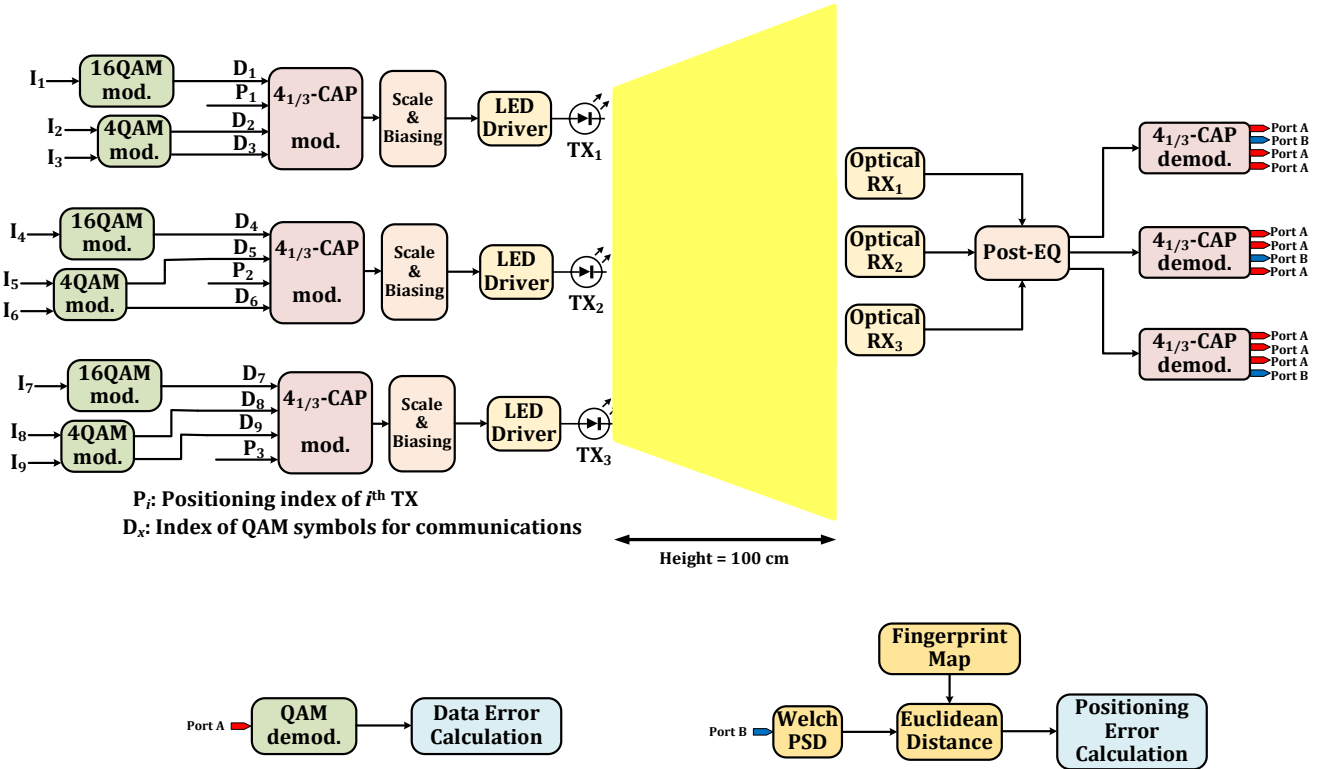 I1
16QAM
mod.
D1
P1
I2
I3
4QAM
mod.
D2
D3
41/3-CAP
mod.
Scale
&
Biasing
LED
Driver
TX1
I4
16QAM
mod.
D4
D5
I5
I6
4QAM
mod.
P2
D6
41/3-CAP
mod.
Scale
&
Biasing
LED
Driver
TX2
I7
16QAM
mod.
D7
D8
I8
I9
4QAM
mod.
D9
P3
41/3-CAP
mod.
Scale
&
Biasing
LED
Driver
TX3
Pi: Positioning index of ith TX
Dx: Index of QAM symbols for communications
Height = 100 cm
Optical
RX1
Optical
RX2
Optical
RX3
Post-EQ
41/3-CAP
demod.
Port A
Port B
Port A
Port A
41/3-CAP
demod.
Port A
Port A
Port B
Port A
41/3-CAP
demod.
Port A
Port A
Port A
Port B
Port A
QAM
demod.
Data Error
Calculation
Fingerprint
Map
Port B
Welch
PSD
Euclidean
Distance
Positioning
Error
Calculation